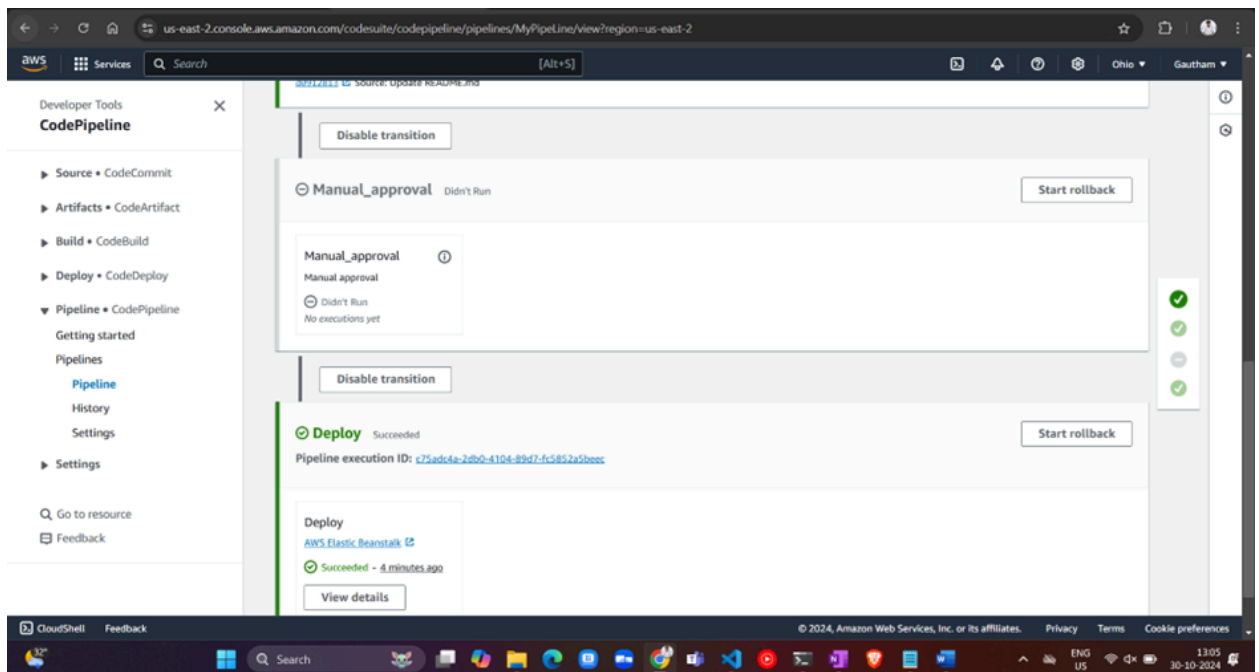 us-east-2.console.aws.amazon.com/codesuite/codepipeline/pipelines/MyPipeLine/view?region=us-east-2
aws Services Search [Alt+S] Ohio Gautham
Developer Tools
CodePipeline
Source • CodeCommit
Artifacts • CodeArtifact
Build • CodeBuild
Deploy • CodeDeploy
Pipeline • CodePipeline
Getting started
Pipelines
Pipeline
History
Settings
Settings
Go to resource
Feedback
Source: Update README.md
Disable transition
Manual_approval Didn't Run Start rollback
Manual_approval
Manual approval
Didn't Run
No executions yet
Disable transition
Deploy Succeeded Start rollback
Pipeline execution ID: c75adc4a-2db0-4104-89d7-fc5852a5beec
Deploy
AWS Elastic Beanstalk
Succeeded - 4 minutes ago
View details
CloudShell Feedback © 2024, Amazon Web Services, Inc. or its affiliates. Privacy Terms Cookie preferences
32° Search ENG 13:05
US 30-10-2024